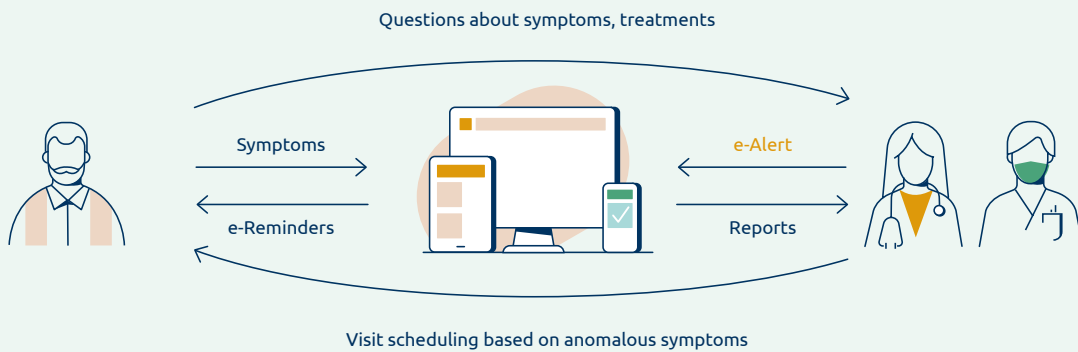 Questions about symptoms, treatments
Symptoms
e-Alert
e-Reminders
Reports
Visit scheduling based on anomalous symptoms